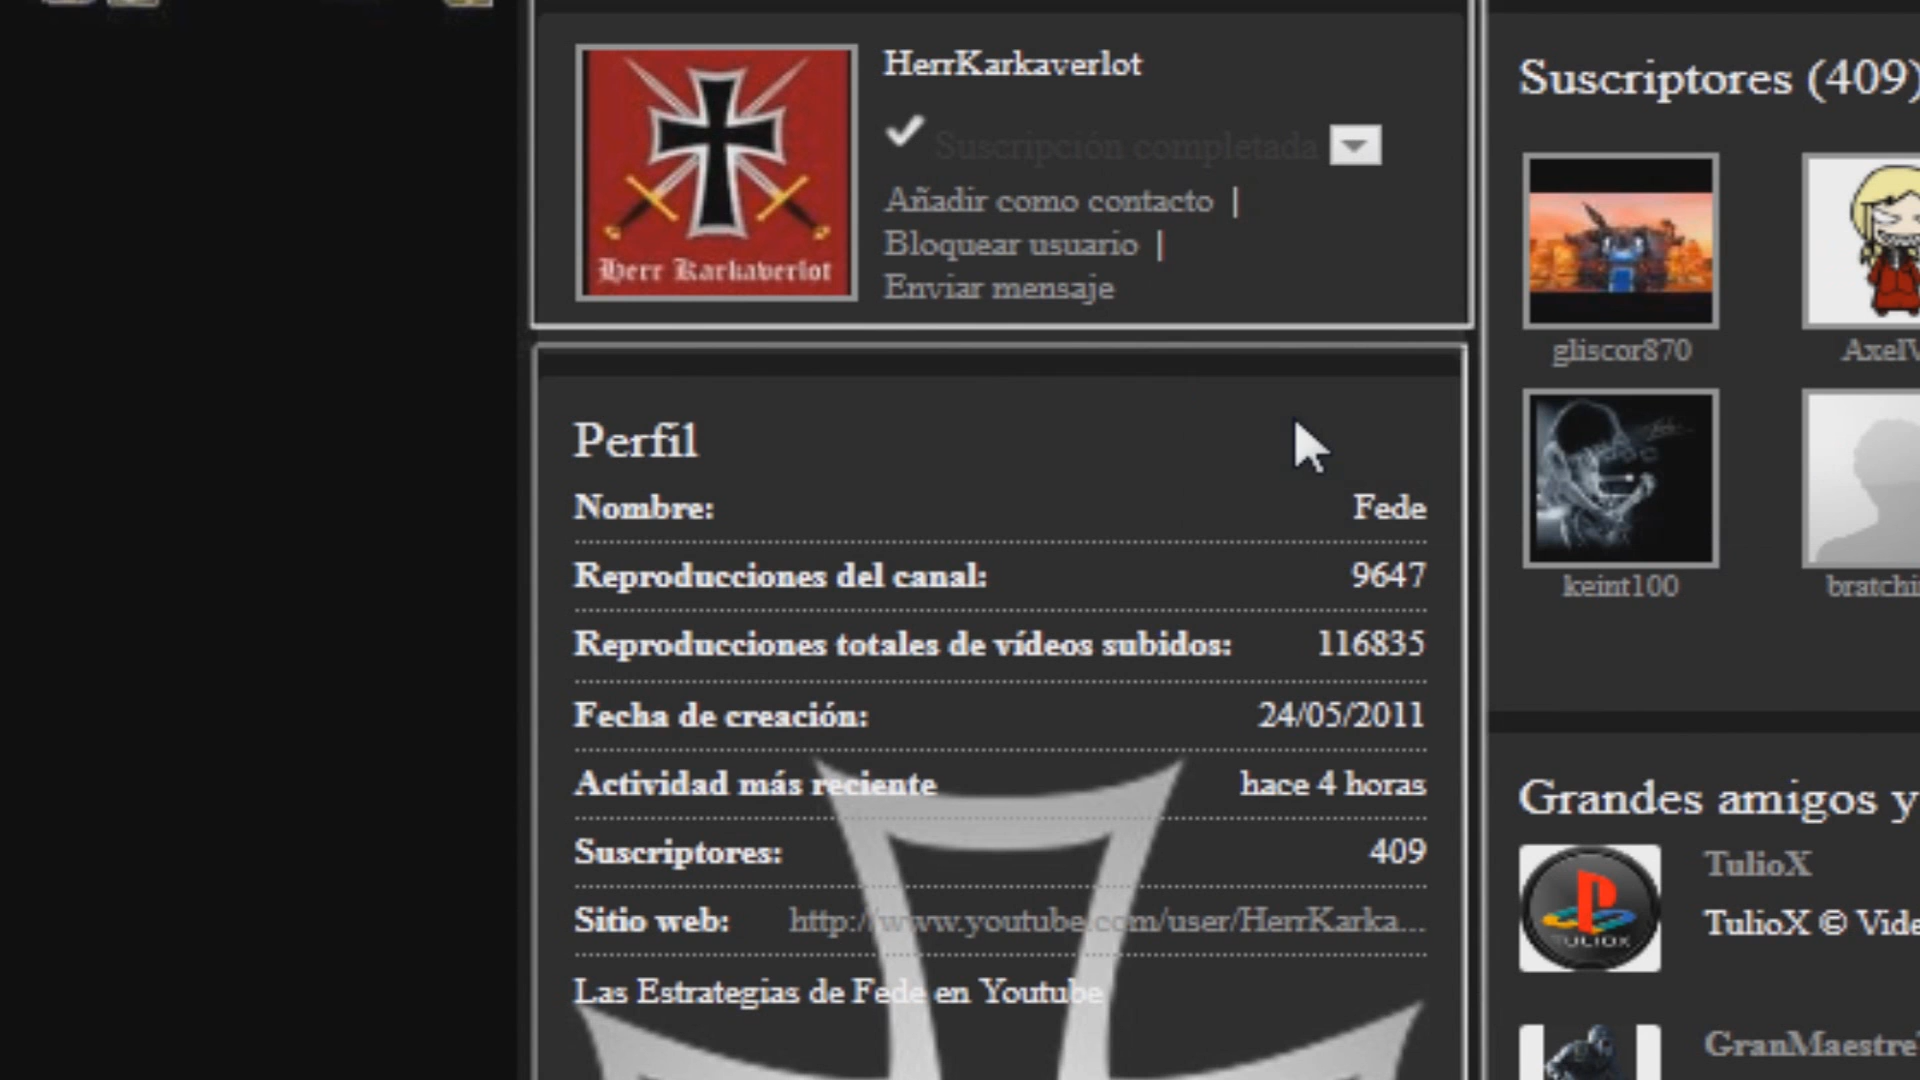 HerrKarkaverlot
Suscripción completada
Añadir como contacto |
Bloquear usuario |
Enviar mensaje
Herr Karkaverlot
Perfil
Nombre: Fede
Reproducciones del canal: 9647
Reproducciones totales de vídeos subidos: 116835
Fecha de creación: 24/05/2011
Actividad más reciente hace 4 horas
Suscriptores: 409
Sitio web: http://www.youtube.com/user/HerrKarka...
Las Estrategias de Fede en Youtube
Suscriptores (409)
gliscor870
AxelV
keint100
bratchi
Grandes amigos y
TULIOX
TulioX
TulioX © Vide
GranMaestre